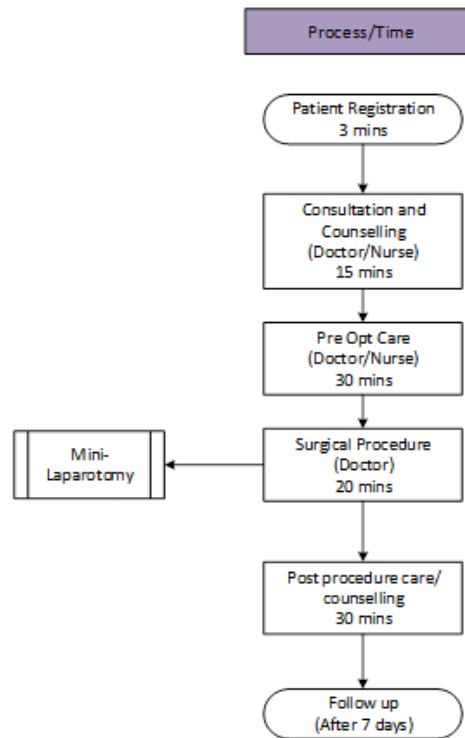 Process/Time
Patient Registration
3 mins
Consultation and
Counselling
(Doctor/Nurse)
15 mins
Pre Opt Care
(Doctor/Nurse)
30 mins
Mini-
Laparotomy
Surgical Procedure
(Doctor)
20 mins
Post procedure care/
counselling
30 mins
Follow up
(After 7 days)